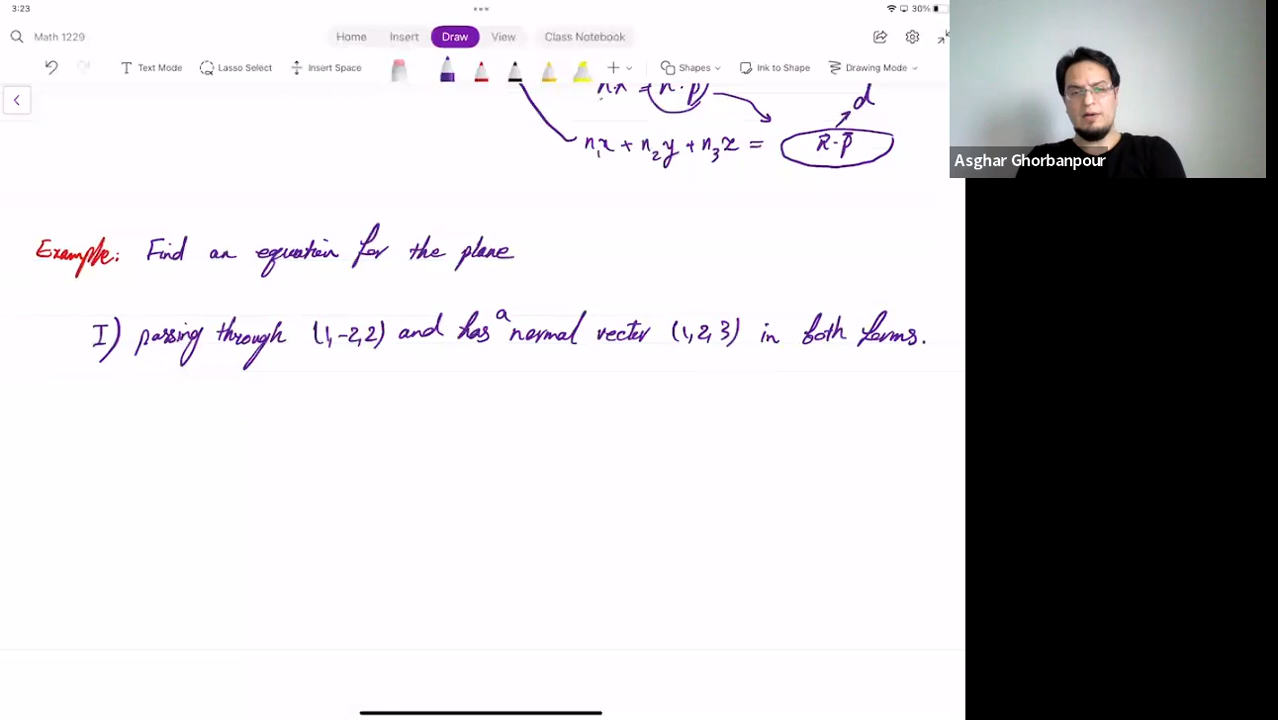 3:23
30%
Math 1229
Home Insert Draw View Class Notebook
Text Mode Lasso Select Insert Space Shapes Ink to Shape Drawing Mode
d
n₁x + n₂y + n₃z = n·p
Asghar Ghorbanpour
Example: Find an equation for the plane
I) passing through (1,-2,2) and has a normal vector (1,2,3) in both forms.